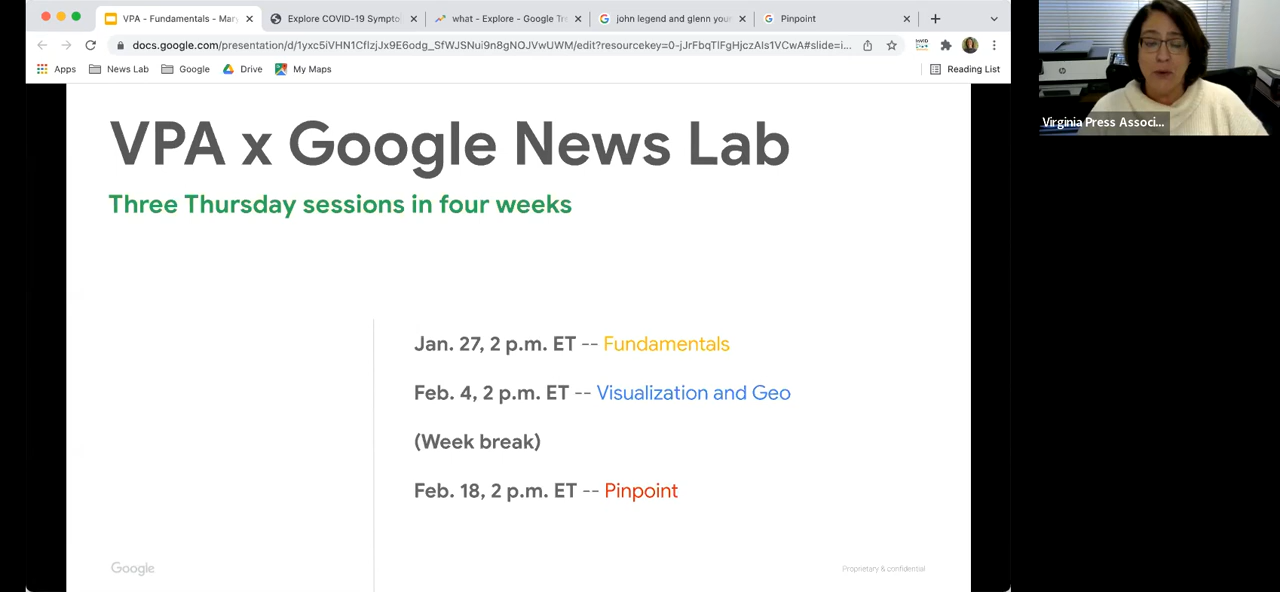 VPA - Fundamentals - Mar
Explore COVID-19 Sympto
what - Explore - Google Tre
john legend and glenn your
Pinpoint
docs.google.com/presentation/d/1yxc5iVHN1CfIzjJx9E6odg_SfWJSNui9n8gNOJVwUWM/edit?resourcekey=0-jJrFbqTlFgHjczAIs1VCwA#slide=i...
Apps
News Lab
Google
Drive
My Maps
Reading List
VPA x Google News Lab
Three Thursday sessions in four weeks
Jan. 27, 2 p.m. ET -- Fundamentals
Feb. 4, 2 p.m. ET -- Visualization and Geo
(Week break)
Feb. 18, 2 p.m. ET -- Pinpoint
Google
Proprietary & confidential
Virginia Press Associ...